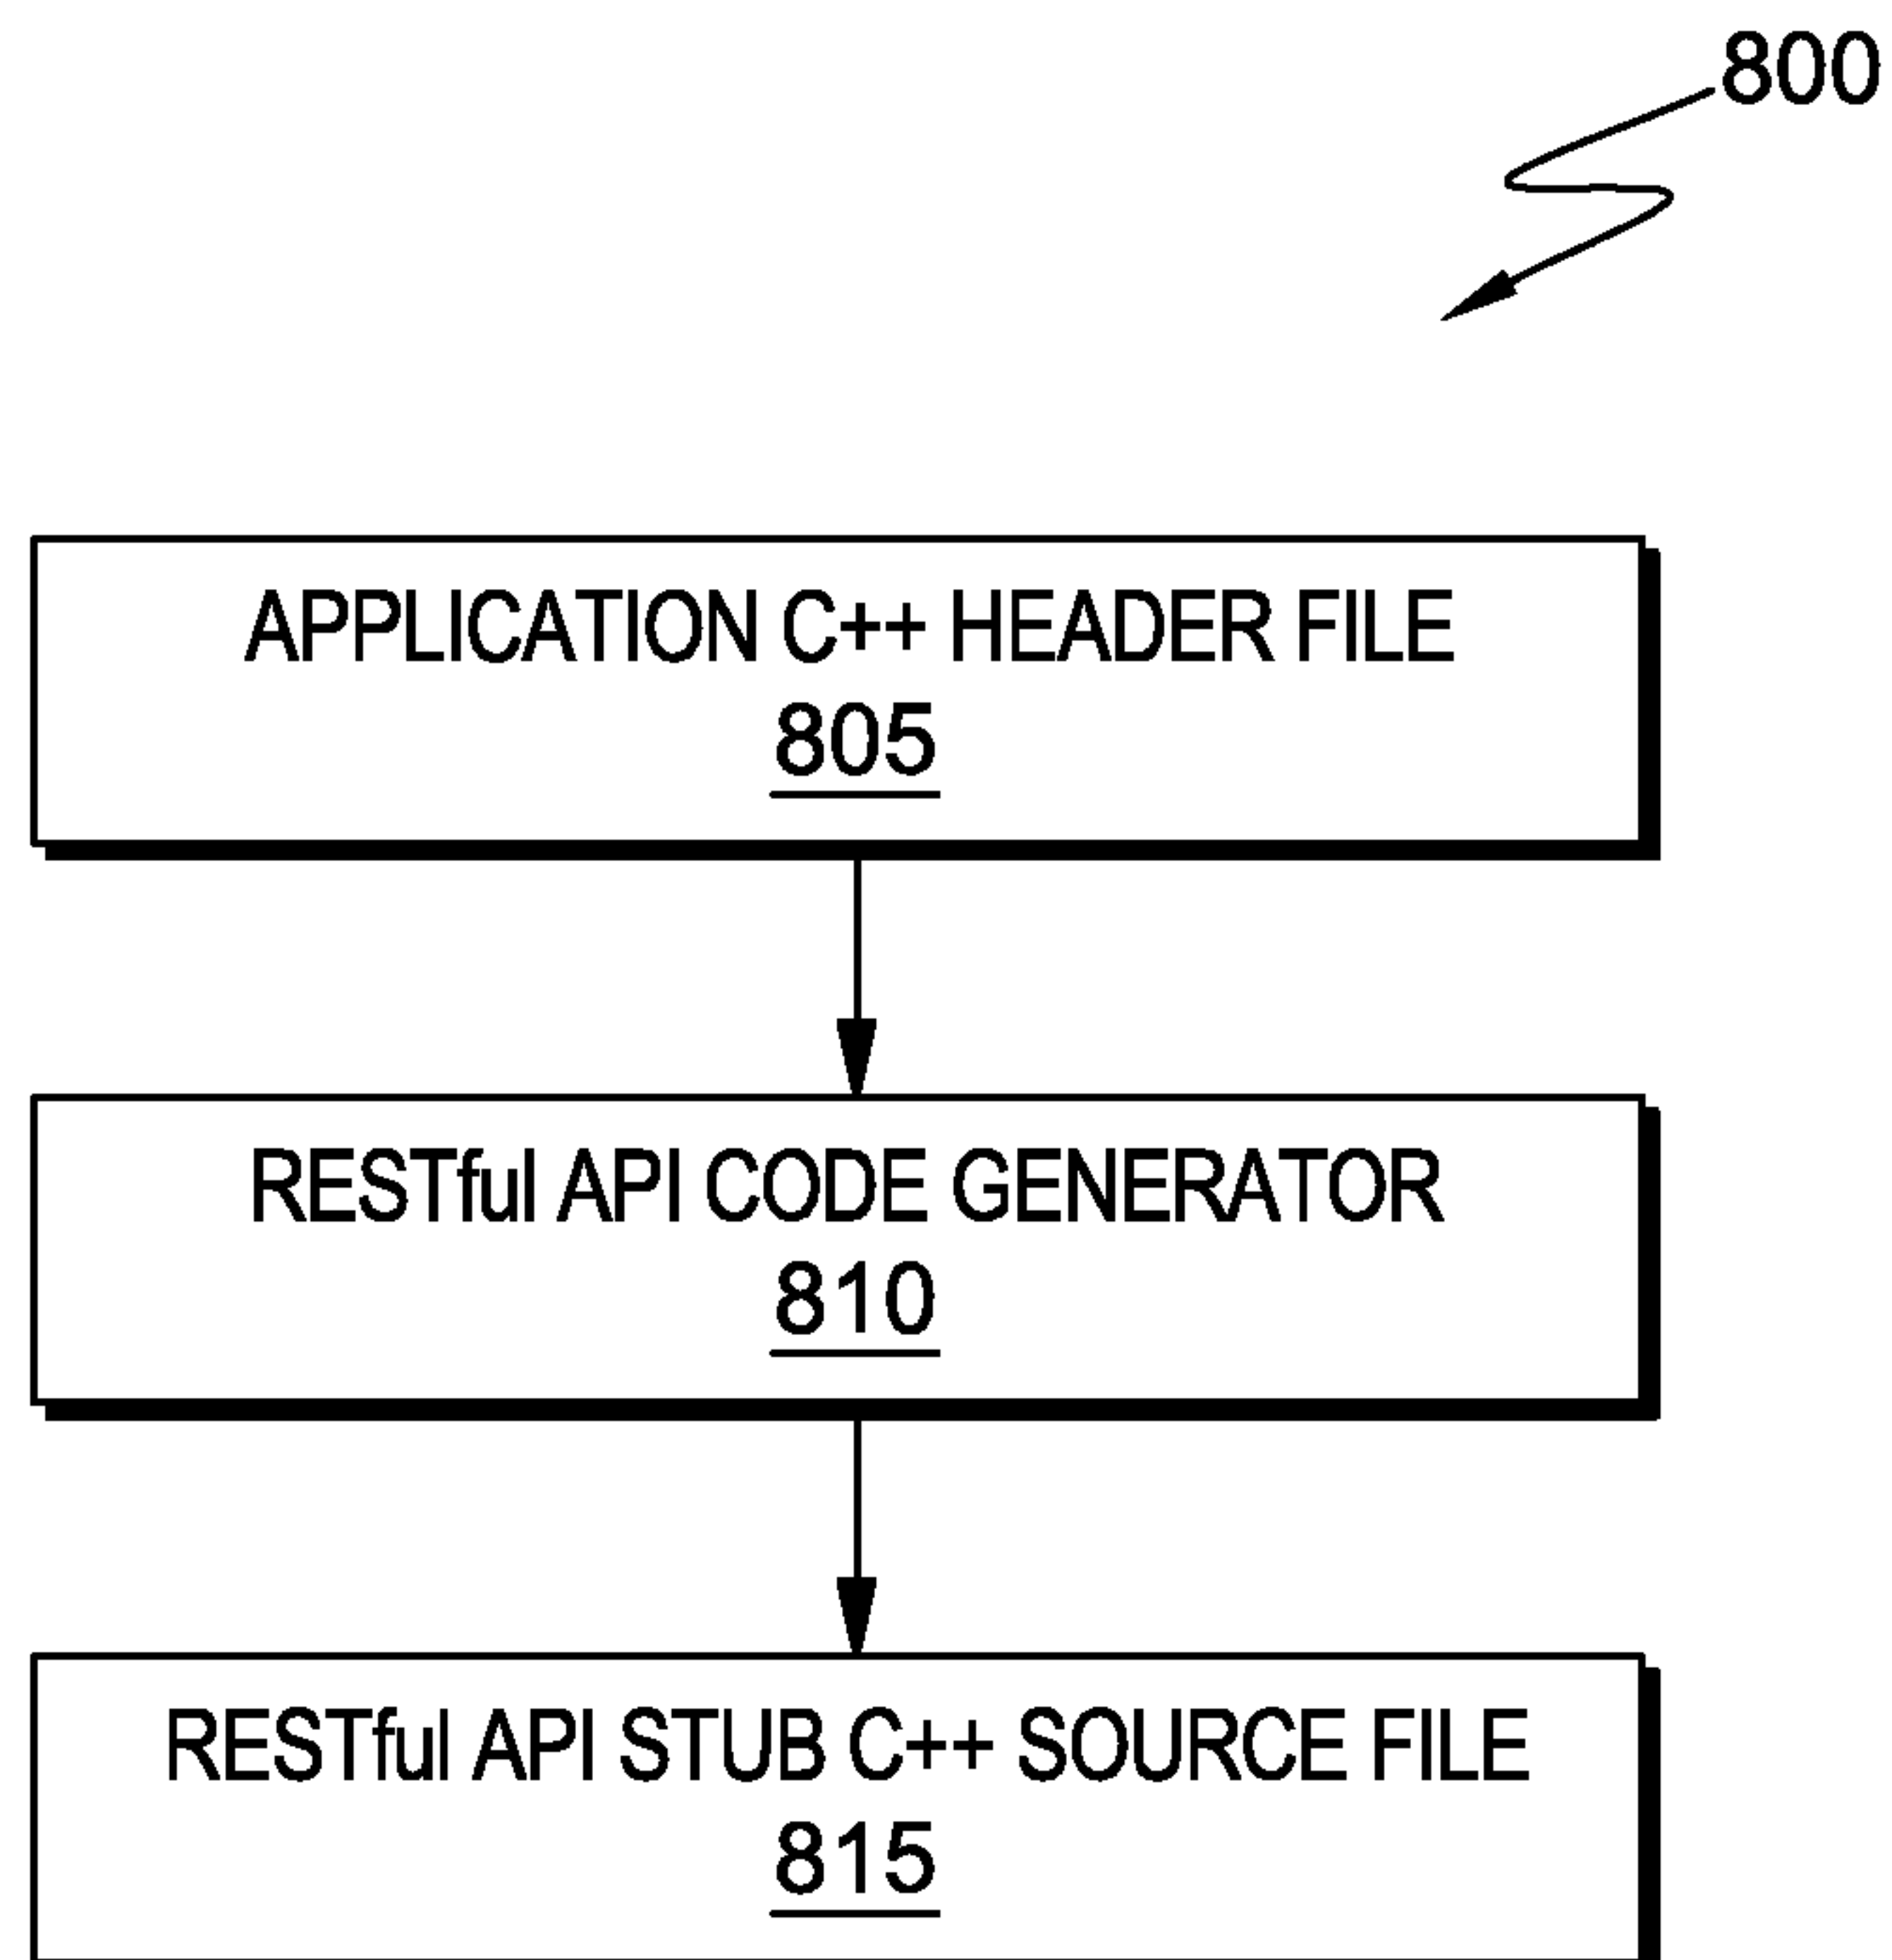 800
APPLICATION C++ HEADER FILE
805
RESTful API CODE GENERATOR
810
RESTful API STUB C++ SOURCE FILE
815